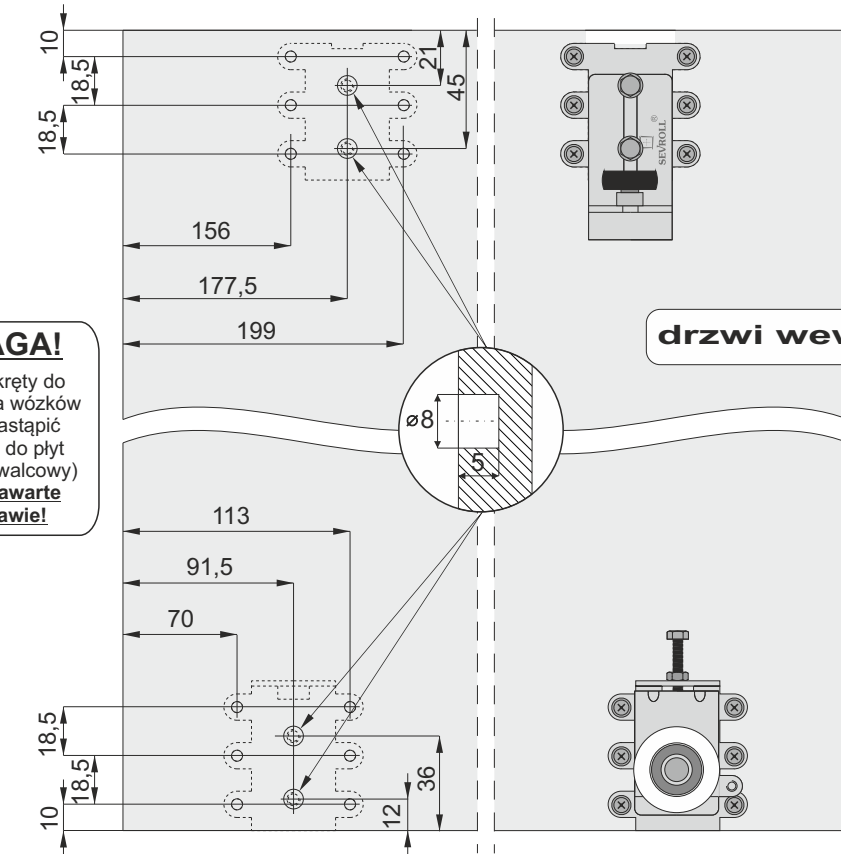 10
18,5
18,5
21
45
156
177,5
199
SEVROLL
®
AGA!
kręty do
a wózków
astąpić
do płyt
walcowy)
awarte
awie!
drzwi wew
⌀8
5
113
91,5
70
18,5
18,5
10
36
12